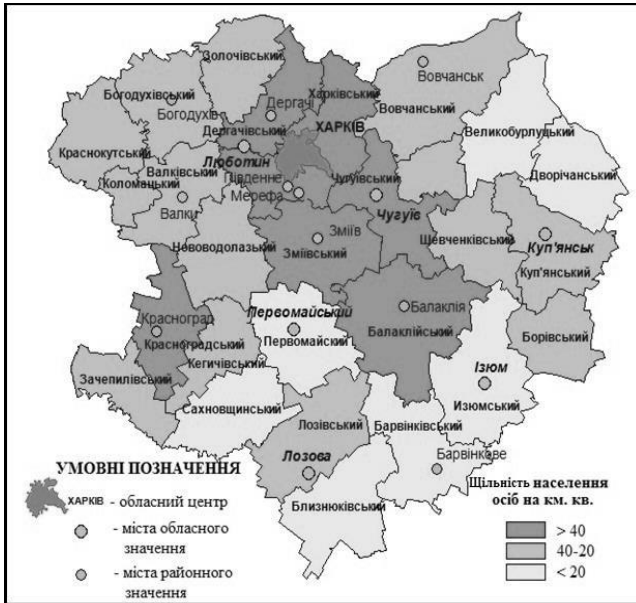 Золочівський
Богодухівський
Богодухів
Дергачі
Харківський
Вовчанськ
Вовчанський
ХАРКІВ
Дергачівський
Люботин
Краснокутський
Великобурлуцький
Валківський
Південне
Чугуївський
Дворічанський
Коломацький
Мерефа
Валки
Чугуїв
Зміїв
Шевченківський
Куп'янськ
Нововодолазький
Зміївський
Куп'янський
Балаклія
Первомайський
Красноград
Балаклійський
Первомайский
Красноградський
Борівський
Кегичівський
Ізюм
Зачепилівський
Изюмський
Сахновщинський
Барвінківський
Лозівський
Лозова
Барвінкове
Близнюківський
УМОВНІ ПОЗНАЧЕННЯ
ХАРКІВ - обласний центр
- міста обласного
значення
- міста районного
значення
Щільність населення
осіб на км. кв.
> 40
40-20
< 20